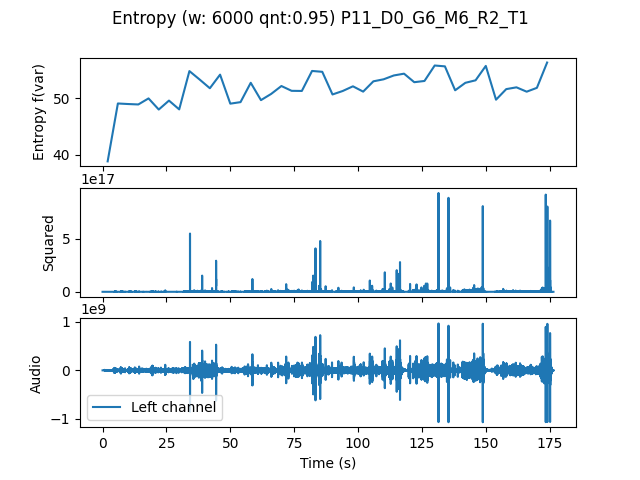 Entropy (w: 6000 qnt:0.95) P11_D0_G6_M6_R2_T1
Entropy f(var)
50
40
1e17
Squared
5
0
1e9
Audio
1
0
−1
Left channel
0
25
50
75
100
125
150
175
Time (s)